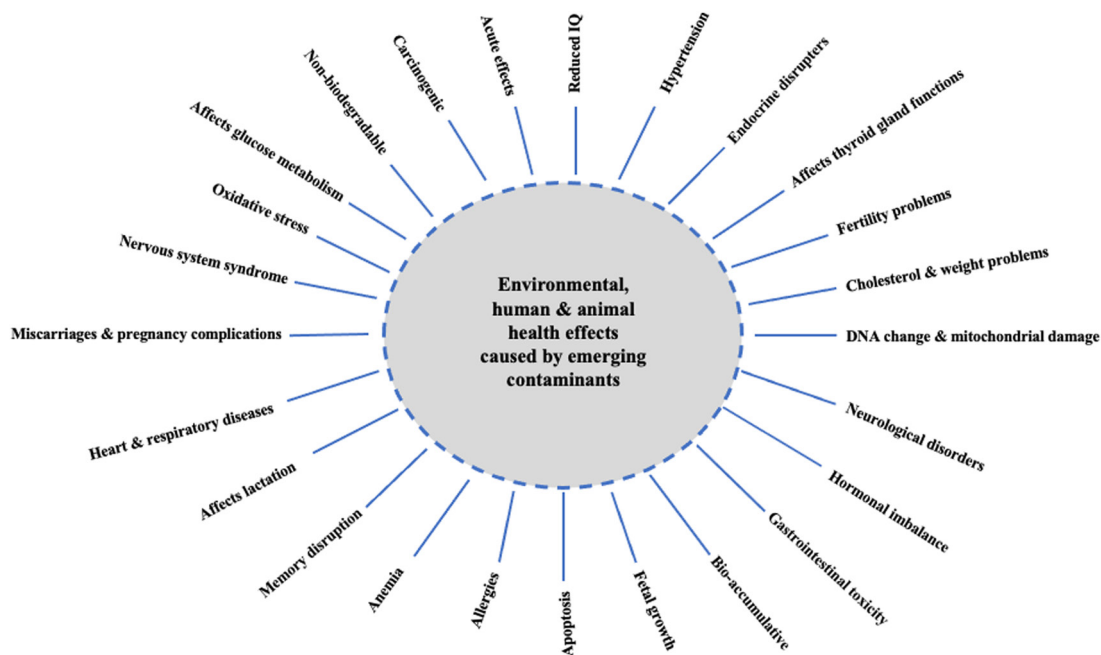 Reduced IQ
Hypertension
Endocrine disrupters
Affects thyroid gland functions
Fertility problems
Cholesterol & weight problems
DNA change & mitochondrial damage
Neurological disorders
Hormonal imbalance
Gastrointestinal toxicity
Bio-accumulative
Fetal growth
Apoptosis
Allergies
Anemia
Memory disruption
Affects lactation
Heart & respiratory diseases
Miscarriages & pregnancy complications
Nervous system syndrome
Oxidative stress
Affects glucose metabolism
Non-biodegradable
Carcinogenic
Acute effects
Environmental,
human & animal
health effects
caused by emerging
contaminants